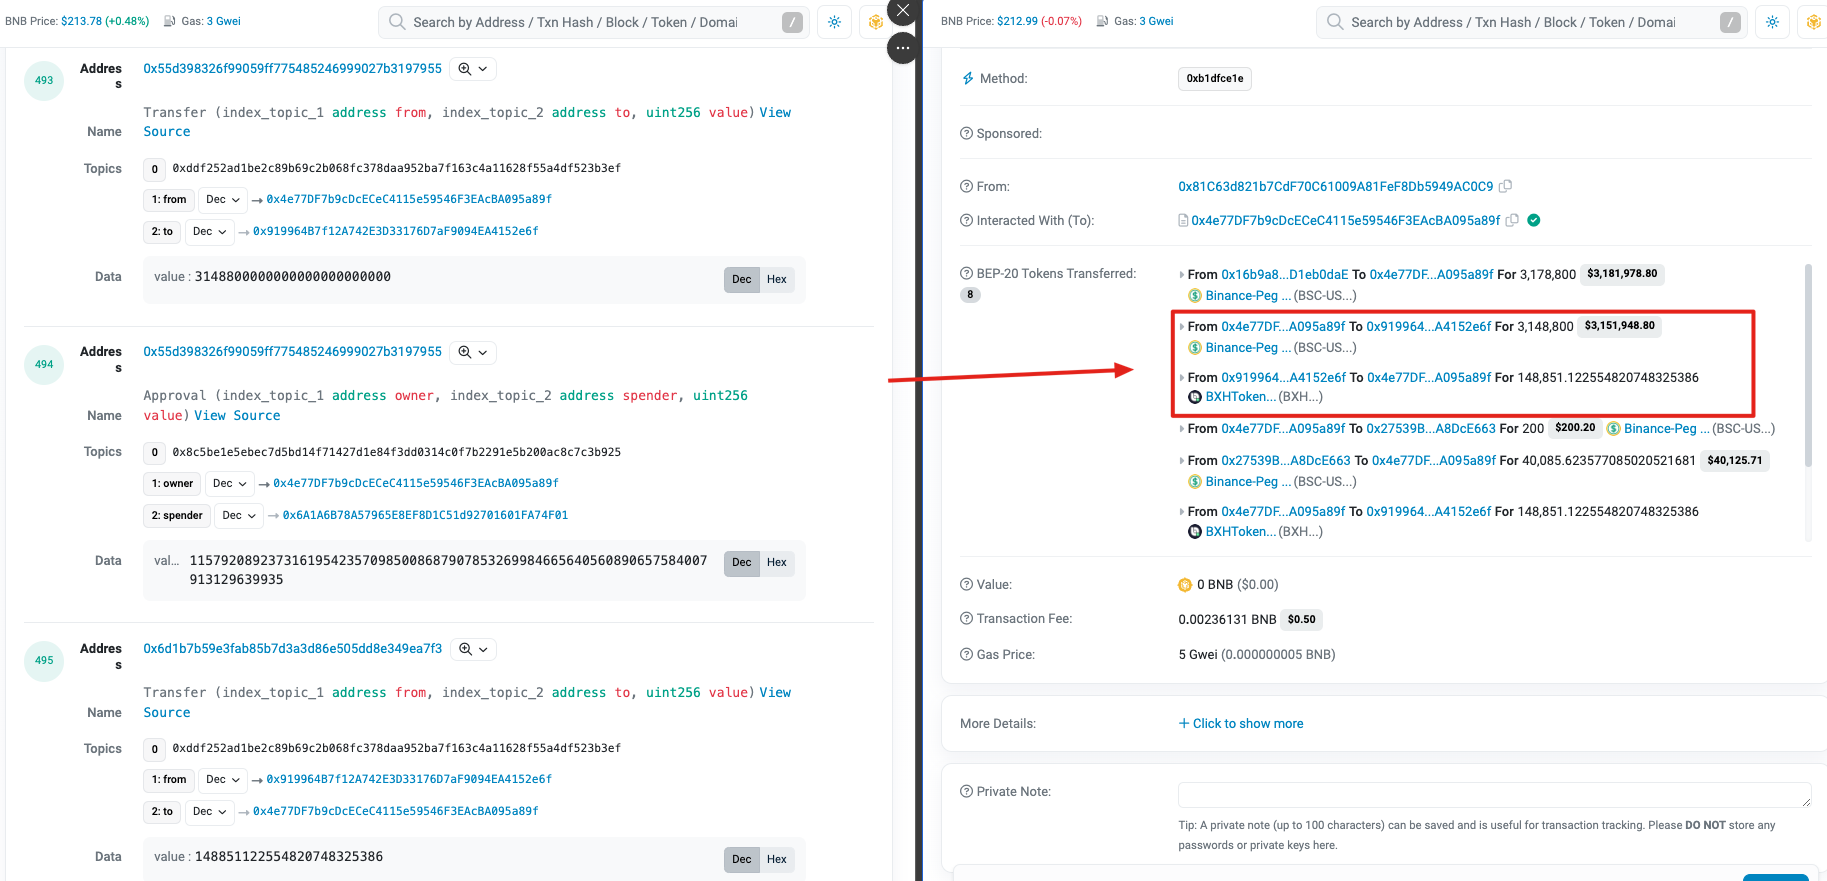 BNB Price: $213.78 (+0.48%) Gas: 3 Gwei
Search by Address / Txn Hash / Block / Token / Domai
/
493
Addres
s
0x55d398326f99059ff775485246999027b3197955
Name
Transfer (index_topic_1 address from, index_topic_2 address to, uint256 value) View
Source
Topics
0 0xddf252ad1be2c89b69c2b068fc378daa952ba7f163c4a11628f55a4df523b3ef
1: from Dec → 0x4e77DF7b9cDcECeC4115e59546F3EAcBA095a89f
2: to Dec → 0x919964B7f12A742E3D33176D7aF9094EA4152e6f
Data
value : 3148800000000000000000000
Dec Hex
494
Addres
s
0x55d398326f99059ff775485246999027b3197955
Name
Approval (index_topic_1 address owner, index_topic_2 address spender, uint256
value) View Source
Topics
0 0x8c5be1e5ebec7d5bd14f71427d1e84f3dd0314c0f7b2291e5b200ac8c7c3b925
1: owner Dec → 0x4e77DF7b9cDcECeC4115e59546F3EAcBA095a89f
2: spender Dec → 0x6A1A6B78A57965E8EF8D1C51d92701601FA74F01
Data
val... 115792089237316195423570985008687907853269984665640560890657584007
913129639935
Dec Hex
495
Addres
s
0x6d1b7b59e3fab85b7d3a3d86e505dd8e349ea7f3
Name
Transfer (index_topic_1 address from, index_topic_2 address to, uint256 value) View
Source
Topics
0 0xddf252ad1be2c89b69c2b068fc378daa952ba7f163c4a11628f55a4df523b3ef
1: from Dec → 0x919964B7f12A742E3D33176D7aF9094EA4152e6f
2: to Dec → 0x4e77DF7b9cDcECeC4115e59546F3EAcBA095a89f
Data
value : 148851122554820748325386
Dec Hex
BNB Price: $212.99 (-0.07%) Gas: 3 Gwei
Search by Address / Txn Hash / Block / Token / Domai
/
Method: 0xb1dfce1e
Sponsored:
From: 0x81C63d821b7CdF70C61009A81FeF8Db5949AC0C9
Interacted With (To): 0x4e77DF7b9cDcECeC4115e59546F3EAcBA095a89f
BEP-20 Tokens Transferred:
8
From 0x16b9a8...D1eb0daE To 0x4e77DF...A095a89f For 3,178,800 $3,181,978.80
Binance-Peg ... (BSC-US...)
From 0x4e77DF...A095a89f To 0x919964...A4152e6f For 3,148,800 $3,151,948.80
Binance-Peg ... (BSC-US...)
From 0x919964...A4152e6f To 0x4e77DF...A095a89f For 148,851.122554820748325386
BXHToken... (BXH...)
From 0x4e77DF...A095a89f To 0x27539B...A8DcE663 For 200 $200.20 Binance-Peg ... (BSC-US...)
From 0x27539B...A8DcE663 To 0x4e77DF...A095a89f For 40,085.623577085020521681 $40,125.71
Binance-Peg ... (BSC-US...)
From 0x4e77DF...A095a89f To 0x919964...A4152e6f For 148,851.122554820748325386
BXHToken... (BXH...)
Value: 0 BNB ($0.00)
Transaction Fee: 0.00236131 BNB $0.50
Gas Price: 5 Gwei (0.000000005 BNB)
More Details: + Click to show more
Private Note:
Tip: A private note (up to 100 characters) can be saved and is useful for transaction tracking. Please DO NOT store any
passwords or private keys here.